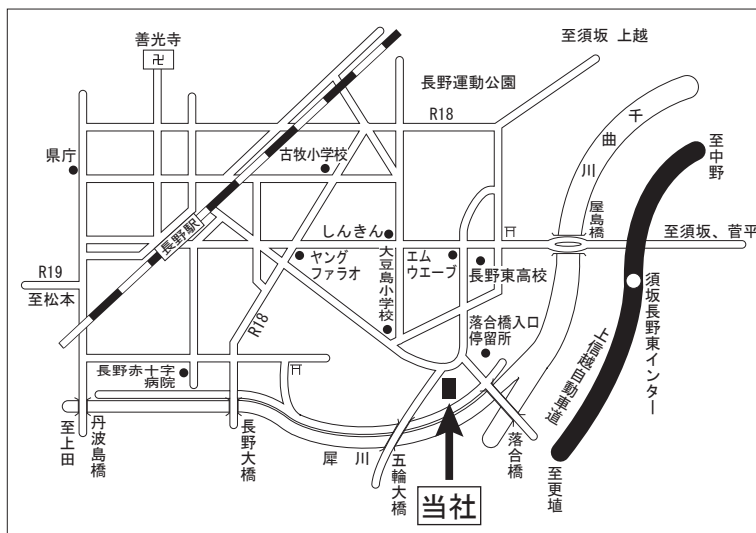 善光寺
卍
至須坂 上越
長野運動公園
R18
千曲川
至中野
県庁
古牧小学校
屋島橋
長野駅
しんきん
至須坂、菅平
ヤング
ファラオ
大豆島小学校
エム
ウエーブ
長野東高校
R19
至松本
R18
須坂長野東インター
落合橋入口
停留所
上信越自動車道
長野赤十字
病院
至上田
丹波島橋
長野大橋
犀川
五輪大橋
落合橋
至更埴
当社